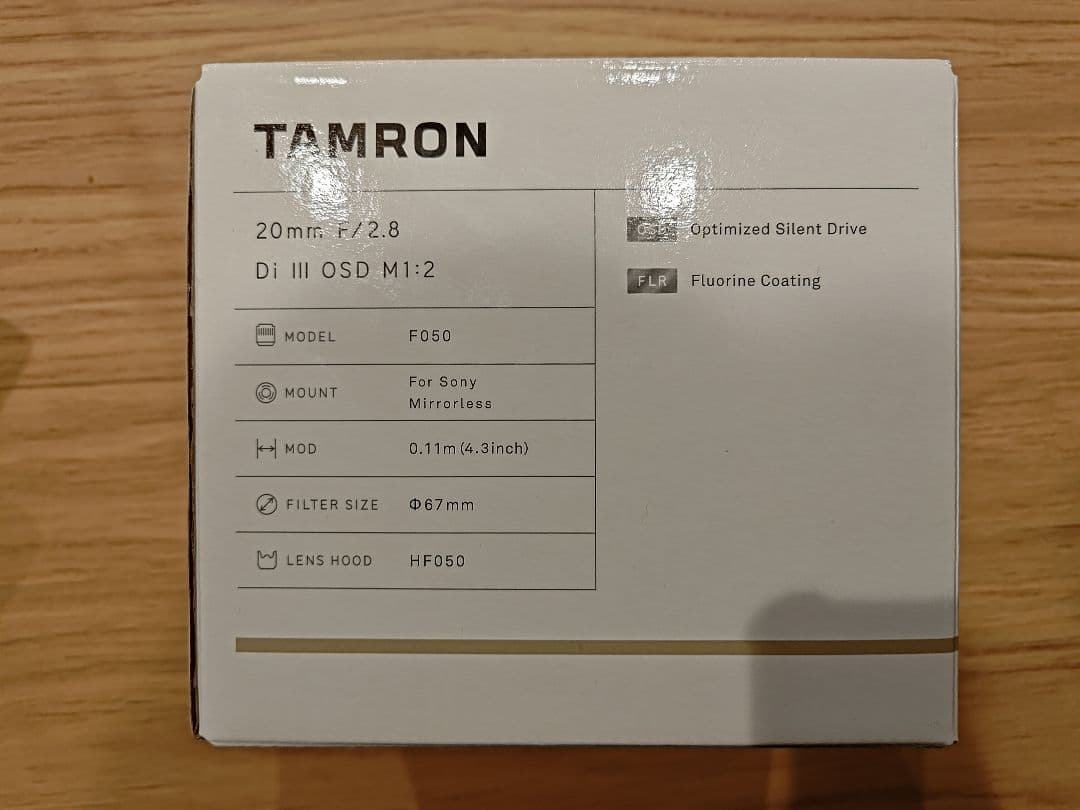 TAMRON
20mm F/2.8
Di III OSD M1:2
MODEL F050
MOUNT For Sony
Mirrorless
MOD 0.11m(4.3inch)
FILTER SIZE Φ67mm
LENS HOOD HF050
OSD Optimized Silent Drive
FLR Fluorine Coating